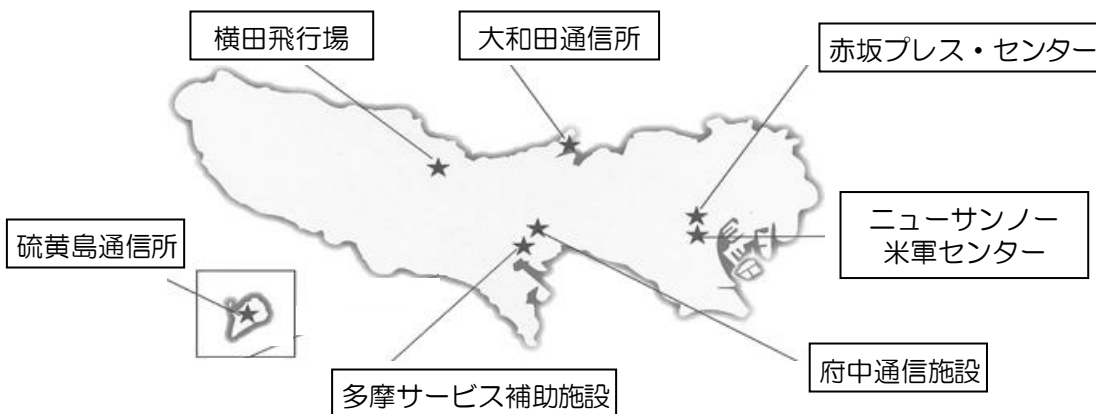 横田飛行場
大和田通信所
赤坂プレス・センター
ニューサンノー
米軍センター
硫黄島通信所
府中通信施設
多摩サービス補助施設